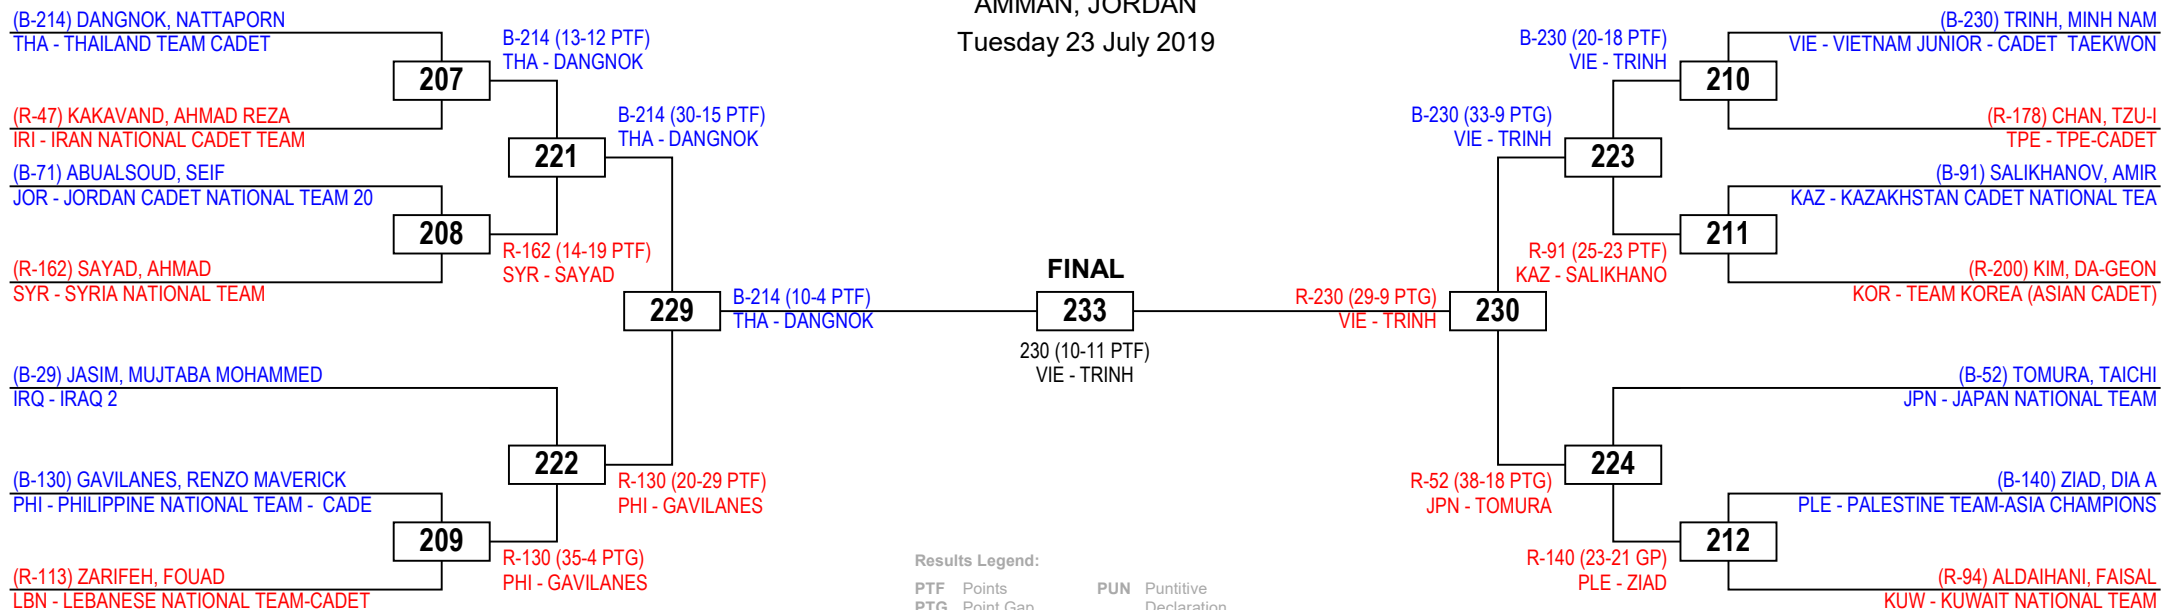 AMMAN, JORDAN
Tuesday 23 July 2019
(B-214) DANGNOK, NATTAPORN
THA - THAILAND TEAM CADET
207
B-214 (13-12 PTF)
THA - DANGNOK
(R-47) KAKAVAND, AHMAD REZA
IRI - IRAN NATIONAL CADET TEAM
221
B-214 (30-15 PTF)
THA - DANGNOK
(B-71) ABUALSOUD, SEIF
JOR - JORDAN CADET NATIONAL TEAM 20
208
R-162 (14-19 PTF)
SYR - SAYAD
(R-162) SAYAD, AHMAD
SYR - SYRIA NATIONAL TEAM
229
B-214 (10-4 PTF)
THA - DANGNOK
(B-29) JASIM, MUJTABA MOHAMMED
IRQ - IRAQ 2
222
R-130 (20-29 PTF)
PHI - GAVILANES
(B-130) GAVILANES, RENZO MAVERICK
PHI - PHILIPPINE NATIONAL TEAM - CADE
209
R-130 (35-4 PTG)
PHI - GAVILANES
(R-113) ZARIFEH, FOUAD
LBN - LEBANESE NATIONAL TEAM-CADET
FINAL
233
230 (10-11 PTF)
VIE - TRINH
(B-230) TRINH, MINH NAM
VIE - VIETNAM JUNIOR - CADET TAEKWON
B-230 (20-18 PTF)
VIE - TRINH
210
(R-178) CHAN, TZU-I
TPE - TPE-CADET
B-230 (33-9 PTG)
VIE - TRINH
223
(B-91) SALIKHANOV, AMIR
KAZ - KAZAKHSTAN CADET NATIONAL TEA
211
R-91 (25-23 PTF)
KAZ - SALIKHANO
(R-200) KIM, DA-GEON
KOR - TEAM KOREA (ASIAN CADET)
R-230 (29-9 PTG)
VIE - TRINH
230
(B-52) TOMURA, TAICHI
JPN - JAPAN NATIONAL TEAM
224
R-52 (38-18 PTG)
JPN - TOMURA
(B-140) ZIAD, DIA A
PLE - PALESTINE TEAM-ASIA CHAMPIONS
212
R-140 (23-21 GP)
PLE - ZIAD
(R-94) ALDAIHANI, FAISAL
KUW - KUWAIT NATIONAL TEAM
Results Legend:
PTF Points PUN Puntitive
PTG Point Gap Declaration